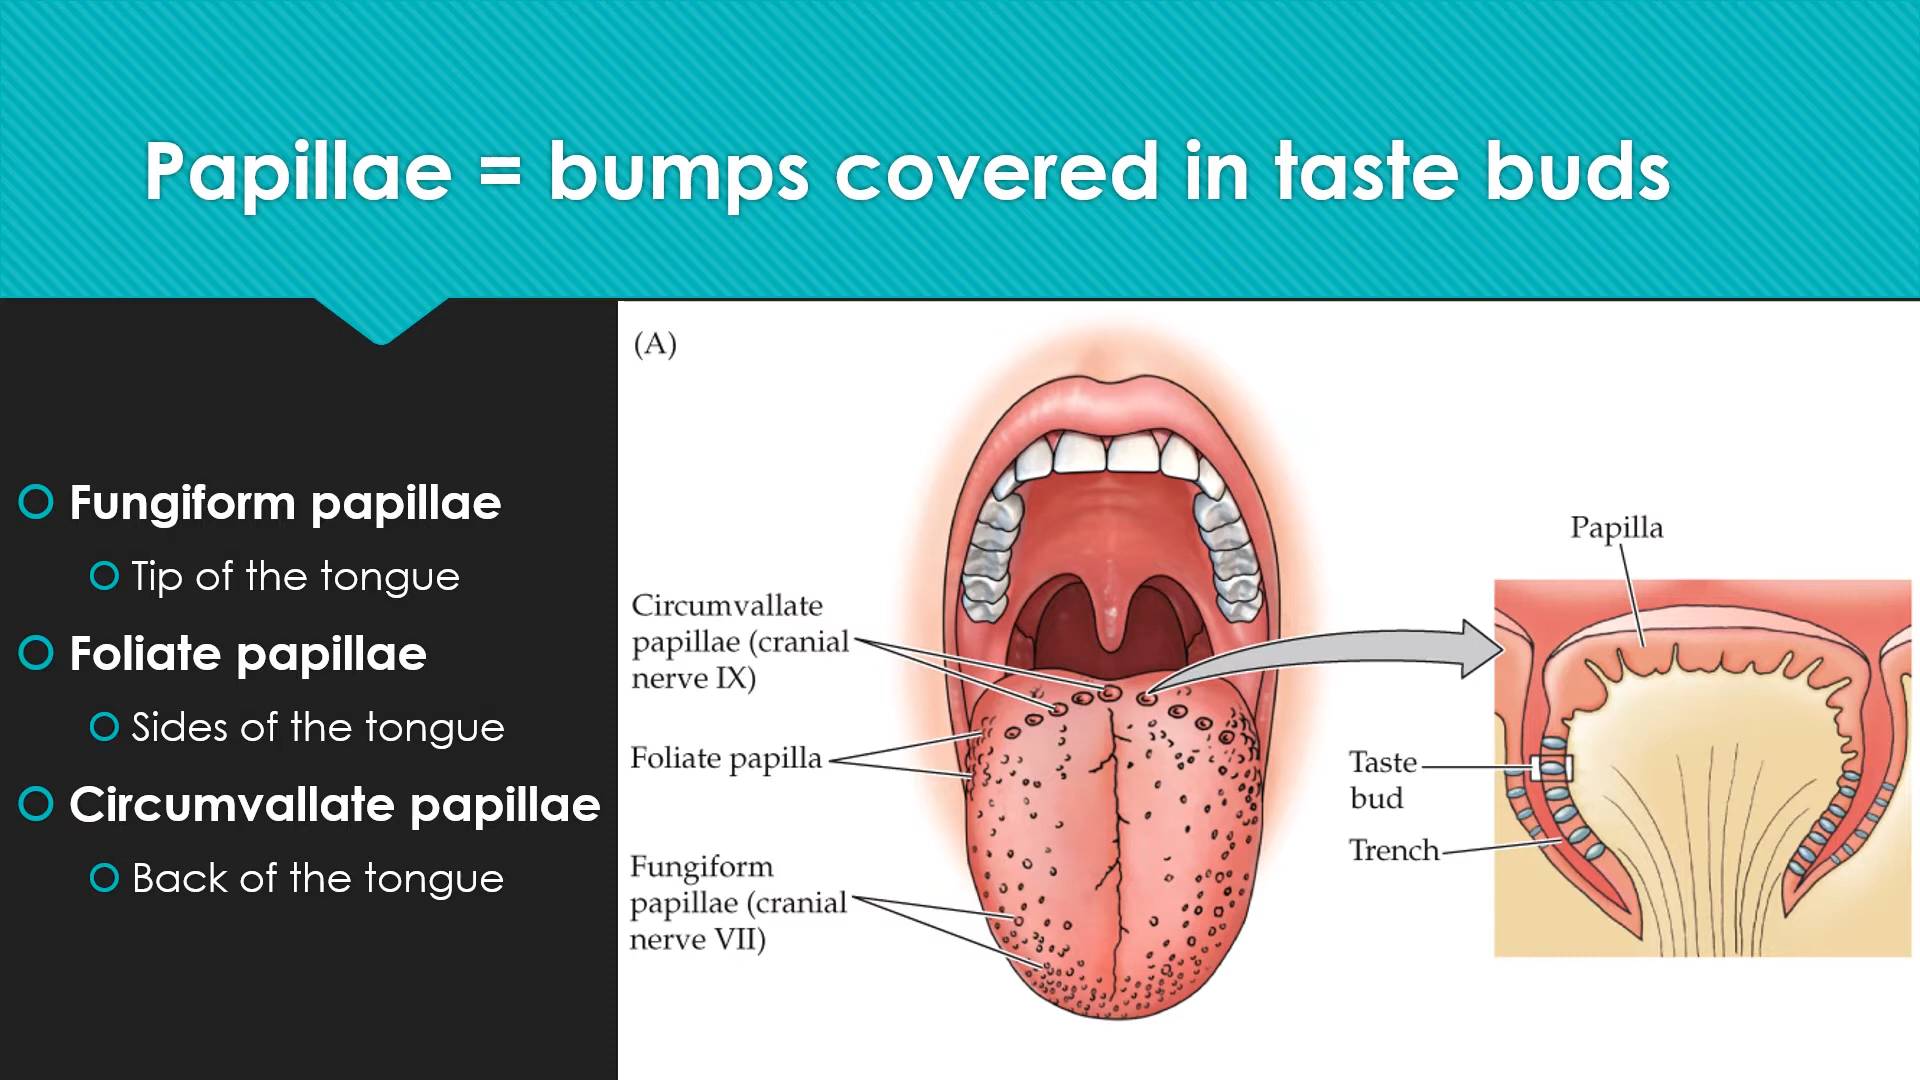 Papillae = bumps covered in taste buds
Fungiform papillae
Tip of the tongue
Foliate papillae
Sides of the tongue
Circumvallate papillae
Back of the tongue
(A)
Circumvallate
papillae (cranial
nerve IX)
Foliate papilla
Fungiform
papillae (cranial
nerve VII)
Papilla
Taste
bud
Trench